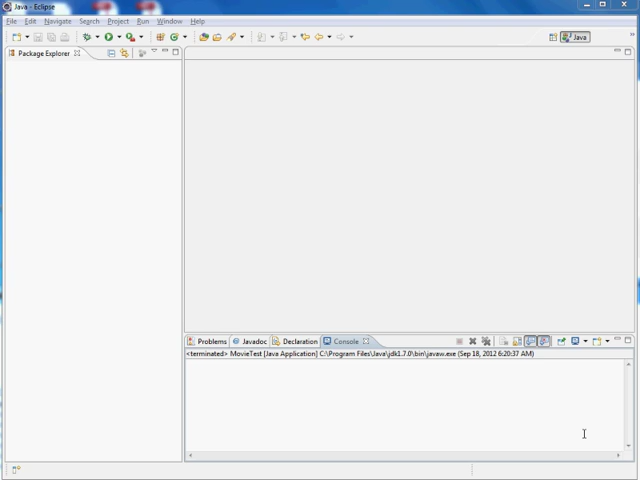 Java - Eclipse
File Edit Navigate Search Project Run Window Help
Java
Package Explorer
Problems Javadoc Declaration Console
<terminated> MovieTest [Java Application] C:\Program Files\Java\jdk1.7.0\bin\javaw.exe (Sep 18, 2012 6:20:37 AM)